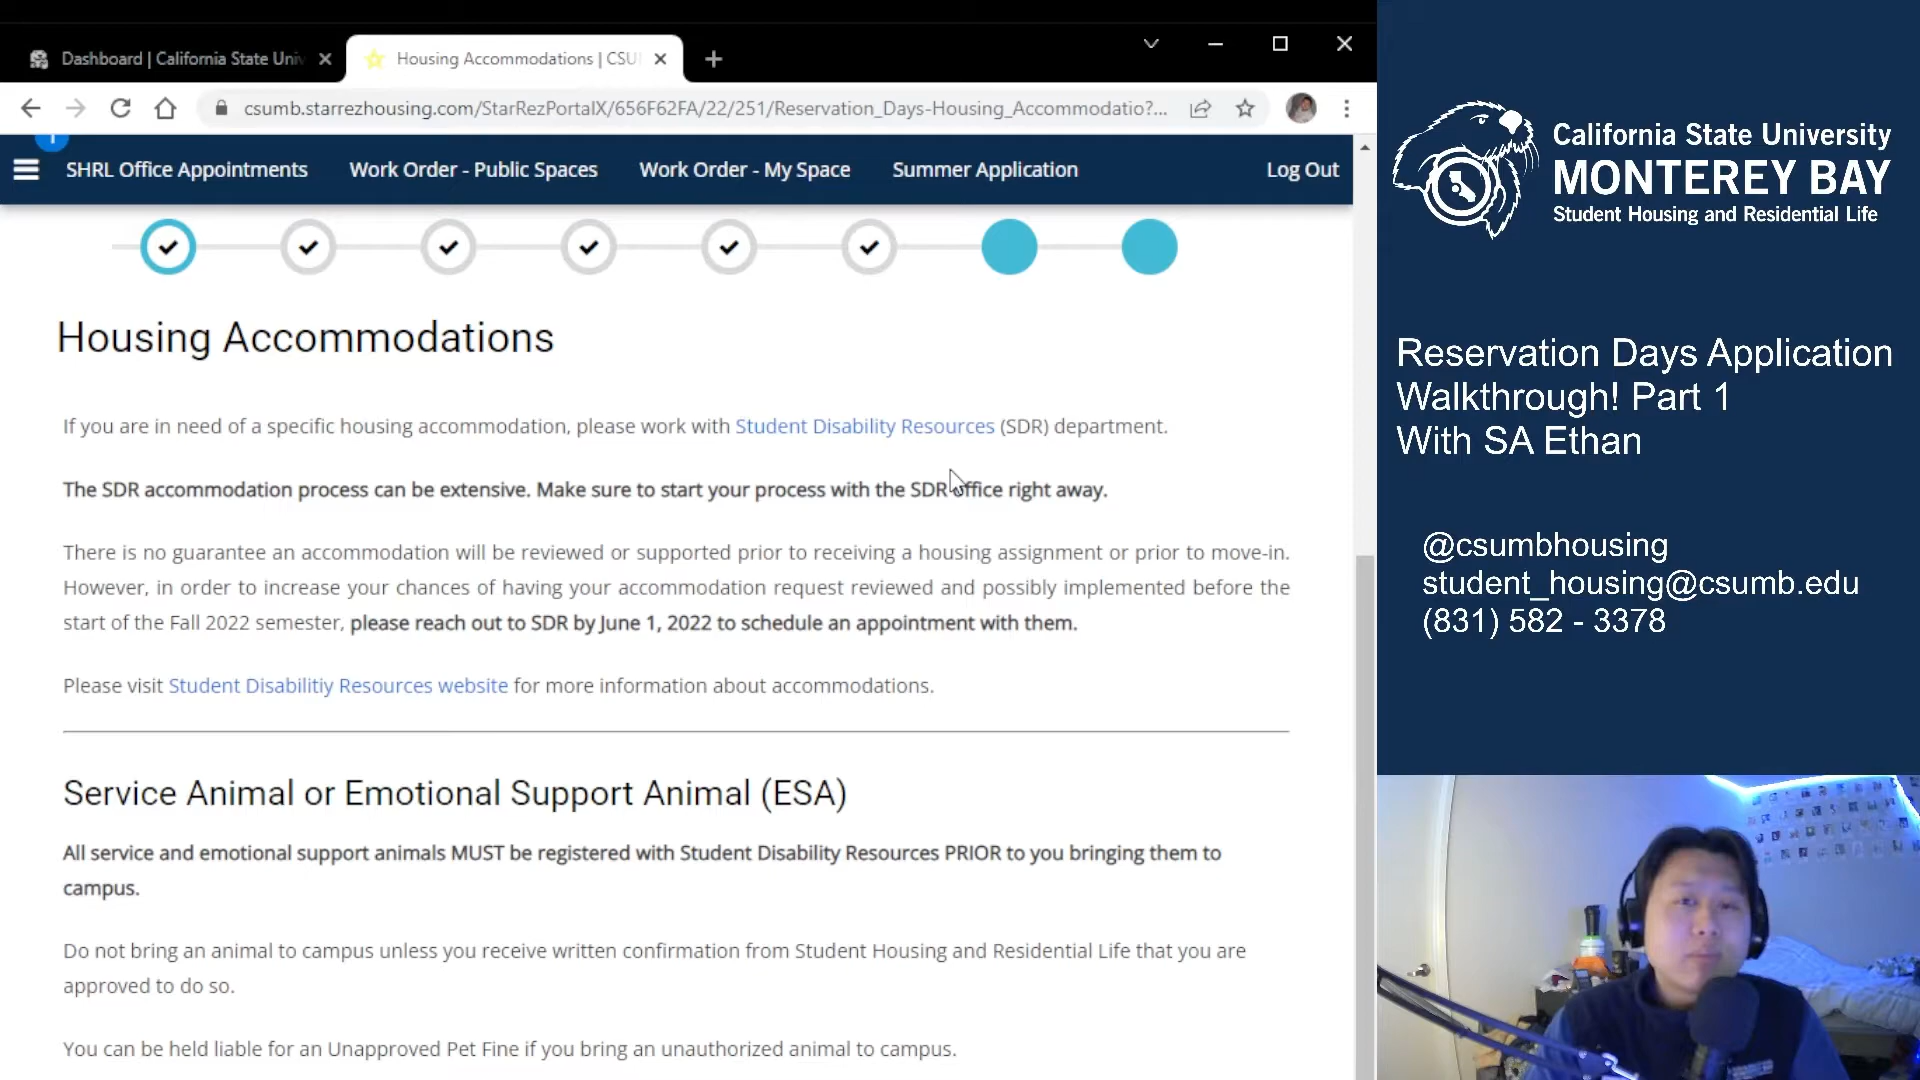 Dashboard | California State Univ
Housing Accommodations | CSU
csumb.starrezhousing.com/StarRezPortalX/656F62FA/22/251/Reservation_Days-Housing_Accommodatio?...
SHRL Office Appointments
Work Order - Public Spaces
Work Order - My Space
Summer Application
Log Out
Housing Accommodations
If you are in need of a specific housing accommodation, please work with Student Disability Resources (SDR) department.
The SDR accommodation process can be extensive. Make sure to start your process with the SDR office right away.
There is no guarantee an accommodation will be reviewed or supported prior to receiving a housing assignment or prior to move-in.
However, in order to increase your chances of having your accommodation request reviewed and possibly implemented before the
start of the Fall 2022 semester, please reach out to SDR by June 1, 2022 to schedule an appointment with them.
Please visit Student Disabilitiy Resources website for more information about accommodations.
Service Animal or Emotional Support Animal (ESA)
All service and emotional support animals MUST be registered with Student Disability Resources PRIOR to you bringing them to
campus.
Do not bring an animal to campus unless you receive written confirmation from Student Housing and Residential Life that you are
approved to do so.
You can be held liable for an Unapproved Pet Fine if you bring an unauthorized animal to campus.
California State University
MONTEREY BAY
Student Housing and Residential Life
Reservation Days Application
Walkthrough! Part 1
With SA Ethan
@csumbhousing
student_housing@csumb.edu
(831) 582 - 3378